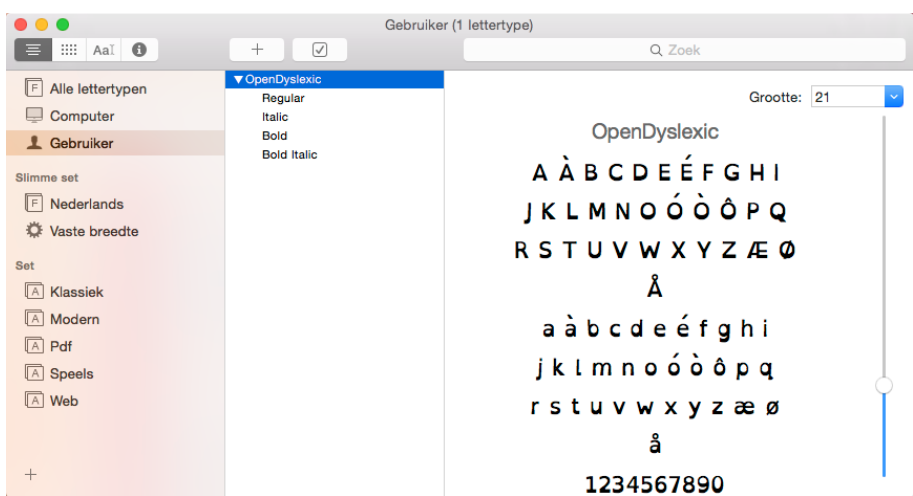 Gebruiker (1 lettertype)
AaI
Zoek
Alle lettertypen
Computer
Gebruiker
Slimme set
Nederlands
Vaste breedte
Set
Klassiek
Modern
Pdf
Speels
Web
OpenDyslexic
Regular
Italic
Bold
Bold Italic
Grootte: 21
OpenDyslexic
A À B C D E É F G H I
J K L M N O Ó Ò Ô P Q
R S T U V W X Y Z Æ Ø
Å
a à b c d e é f g h i
j k l m n o ó ò ô p q
r s t u v w x y z æ ø
å
1234567890